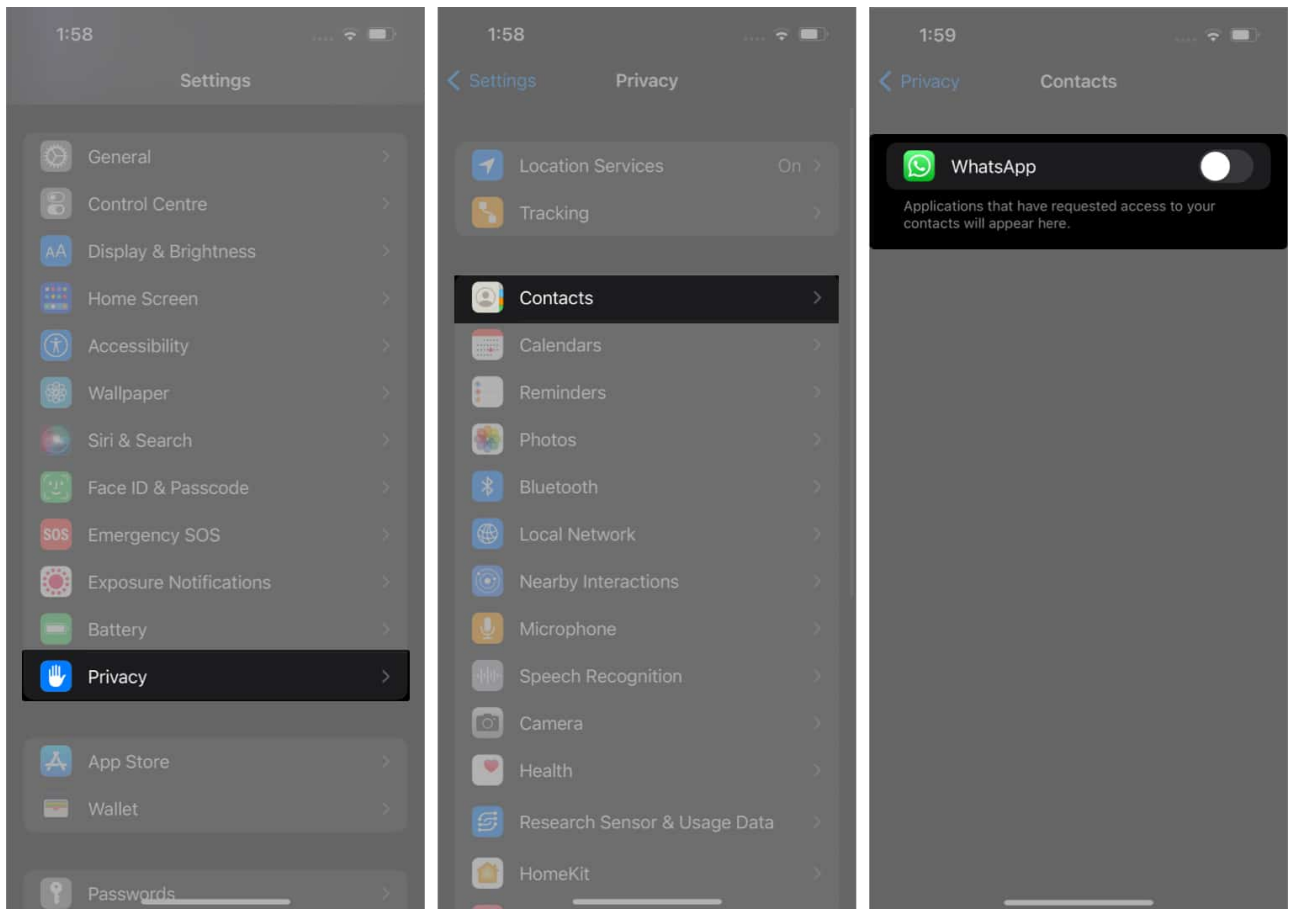 1:58
Settings
General
Control Centre
AA Display & Brightness
Home Screen
Accessibility
Wallpaper
Siri & Search
Face ID & Passcode
SOS Emergency SOS
Exposure Notifications
Battery
Privacy
App Store
Wallet
Passwords
1:58
Settings Privacy
Location Services On
Tracking
Contacts
Calendars
Reminders
Photos
Bluetooth
Local Network
Nearby Interactions
Microphone
Speech Recognition
Camera
Health
Research Sensor & Usage Data
HomeKit
1:59
Privacy Contacts
WhatsApp
Applications that have requested access to your
contacts will appear here.